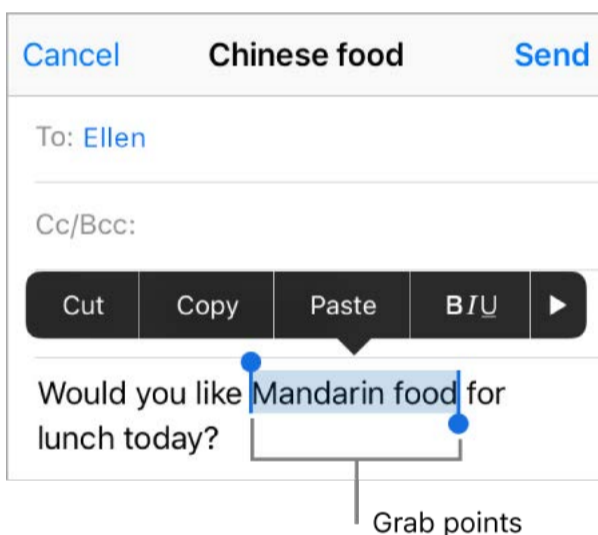 Cancel Chinese food Send
To: Ellen
Cc/Bcc:
Cut Copy Paste BIU
Would you like Mandarin food for
lunch today?
Grab points